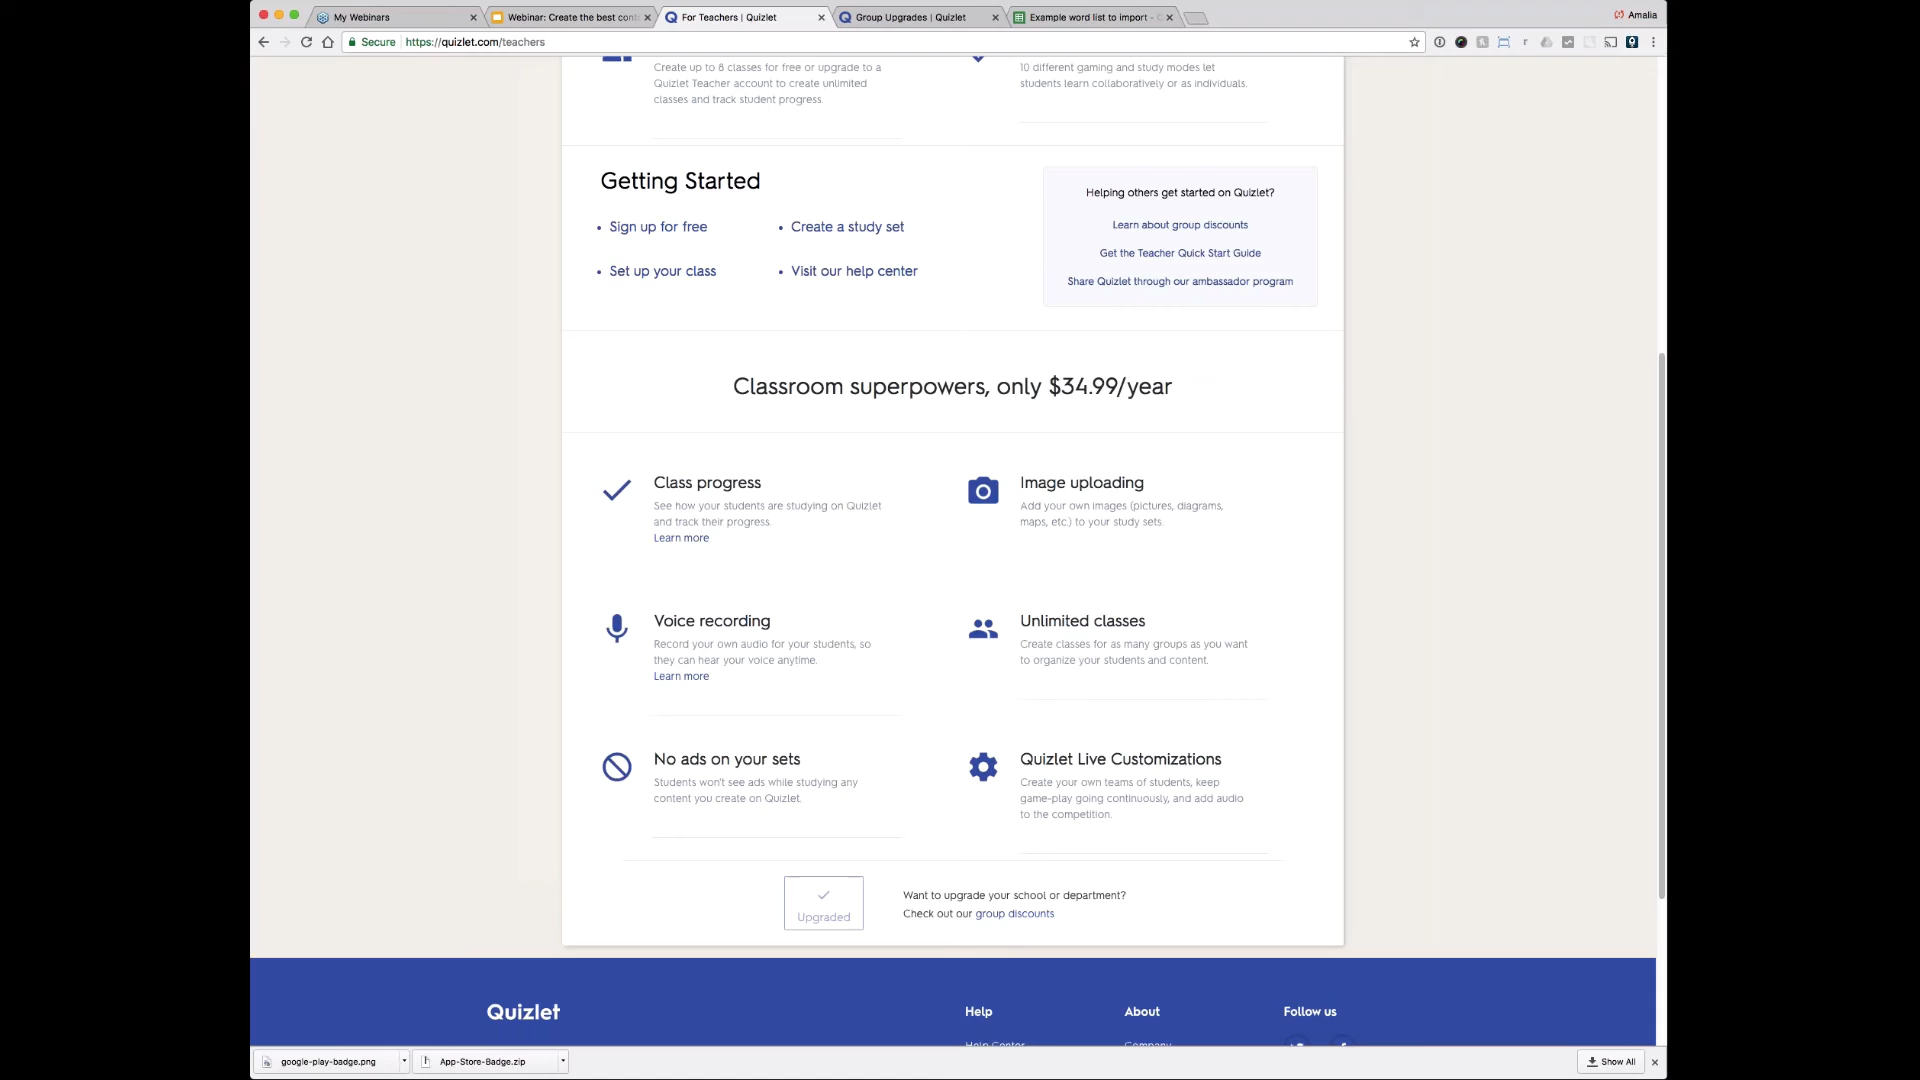 My Webinars
Webinar: Create the best cont
For Teachers | Quizlet
Group Upgrades | Quizlet
Example word list to import -
Amalia
Secure
https://quizlet.com/teachers
Create up to 8 classes for free or upgrade to a
Quizlet Teacher account to create unlimited
classes and track student progress.
10 different gaming and study modes let
students learn collaboratively or as individuals.
Getting Started
Sign up for free
Create a study set
Set up your class
Visit our help center
Helping others get started on Quizlet?
Learn about group discounts
Get the Teacher Quick Start Guide
Share Quizlet through our ambassador program
Classroom superpowers, only $34.99/year
Class progress
See how your students are studying on Quizlet
and track their progress.
Learn more
Image uploading
Add your own images (pictures, diagrams,
maps, etc.) to your study sets.
Voice recording
Record your own audio for your students, so
they can hear your voice anytime.
Learn more
Unlimited classes
Create classes for as many groups as you want
to organize your students and content.
No ads on your sets
Students won't see ads while studying any
content you create on Quizlet.
Quizlet Live Customizations
Create your own teams of students, keep
game-play going continuously, and add audio
to the competition.
Upgraded
Want to upgrade your school or department?
Check out our group discounts
Quizlet
Help
About
Follow us
Help Center
Company
google-play-badge.png
App-Store-Badge.zip
Show All